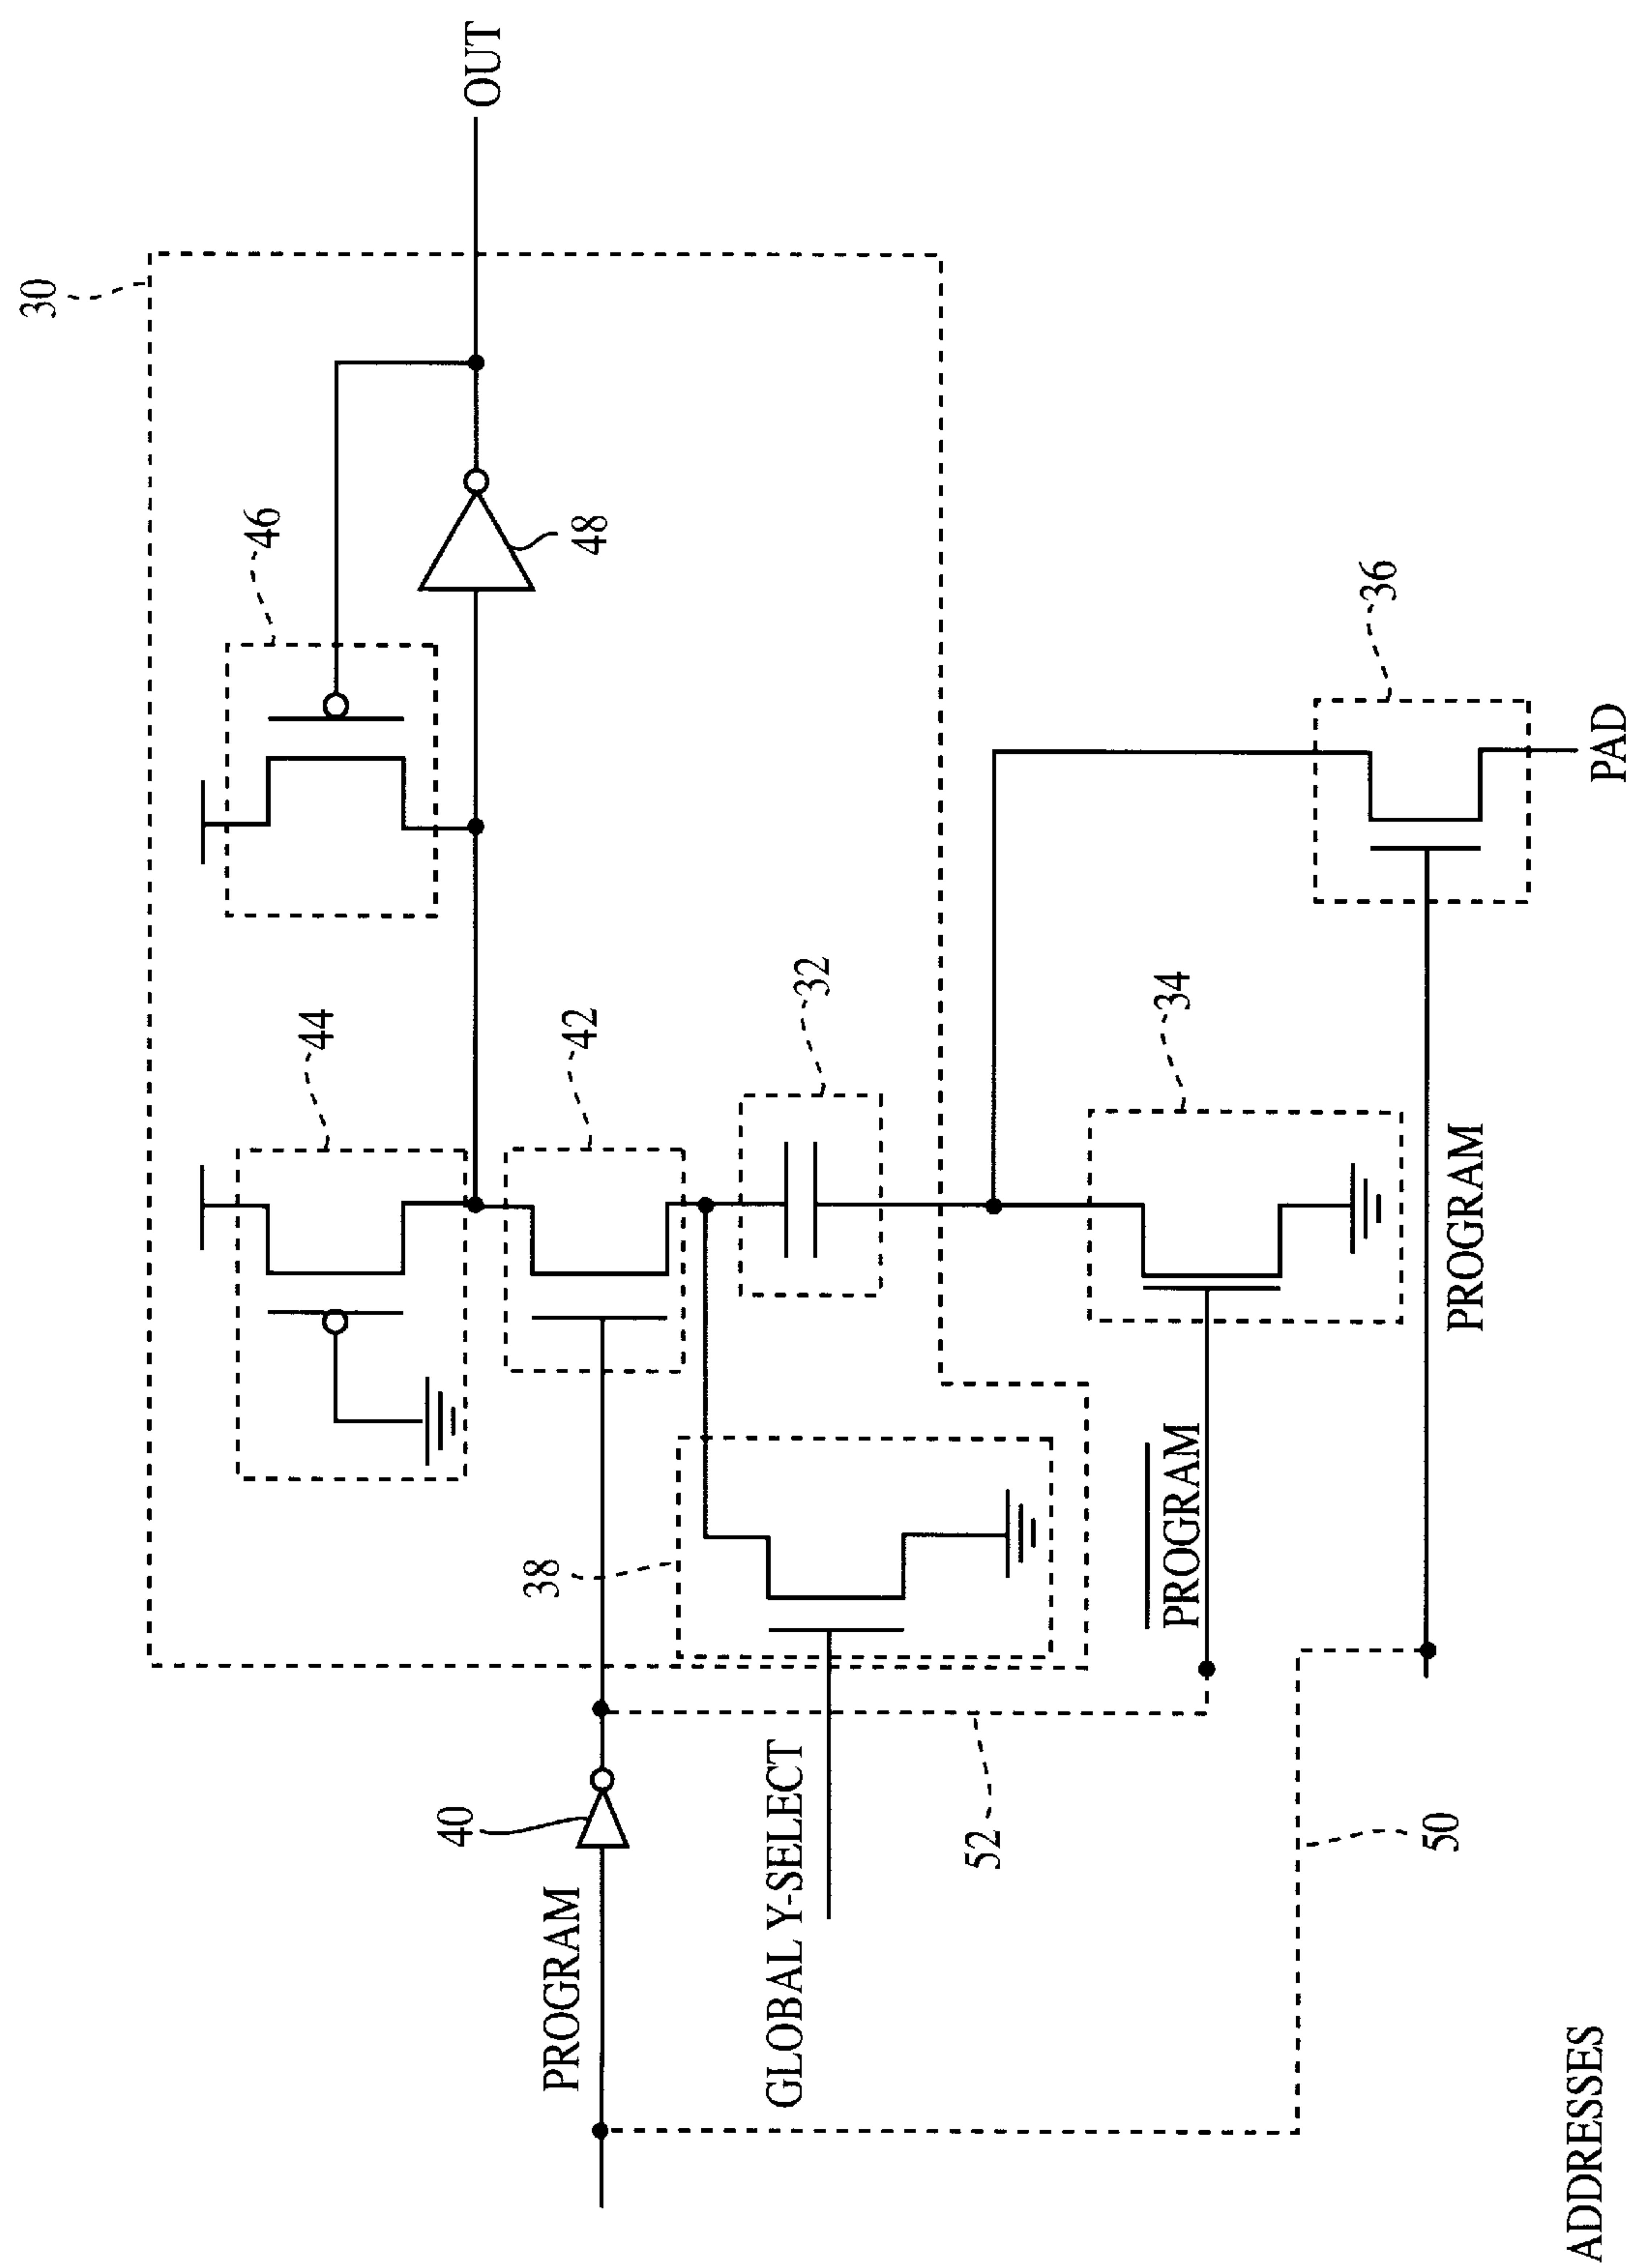 30
OUT
46
48
44
42
32
36
34
PAD
38
40
PROGRAM
GLOBAL Y-SELECT
PROGRAM
PROGRAM
52
50
ADDRESSES